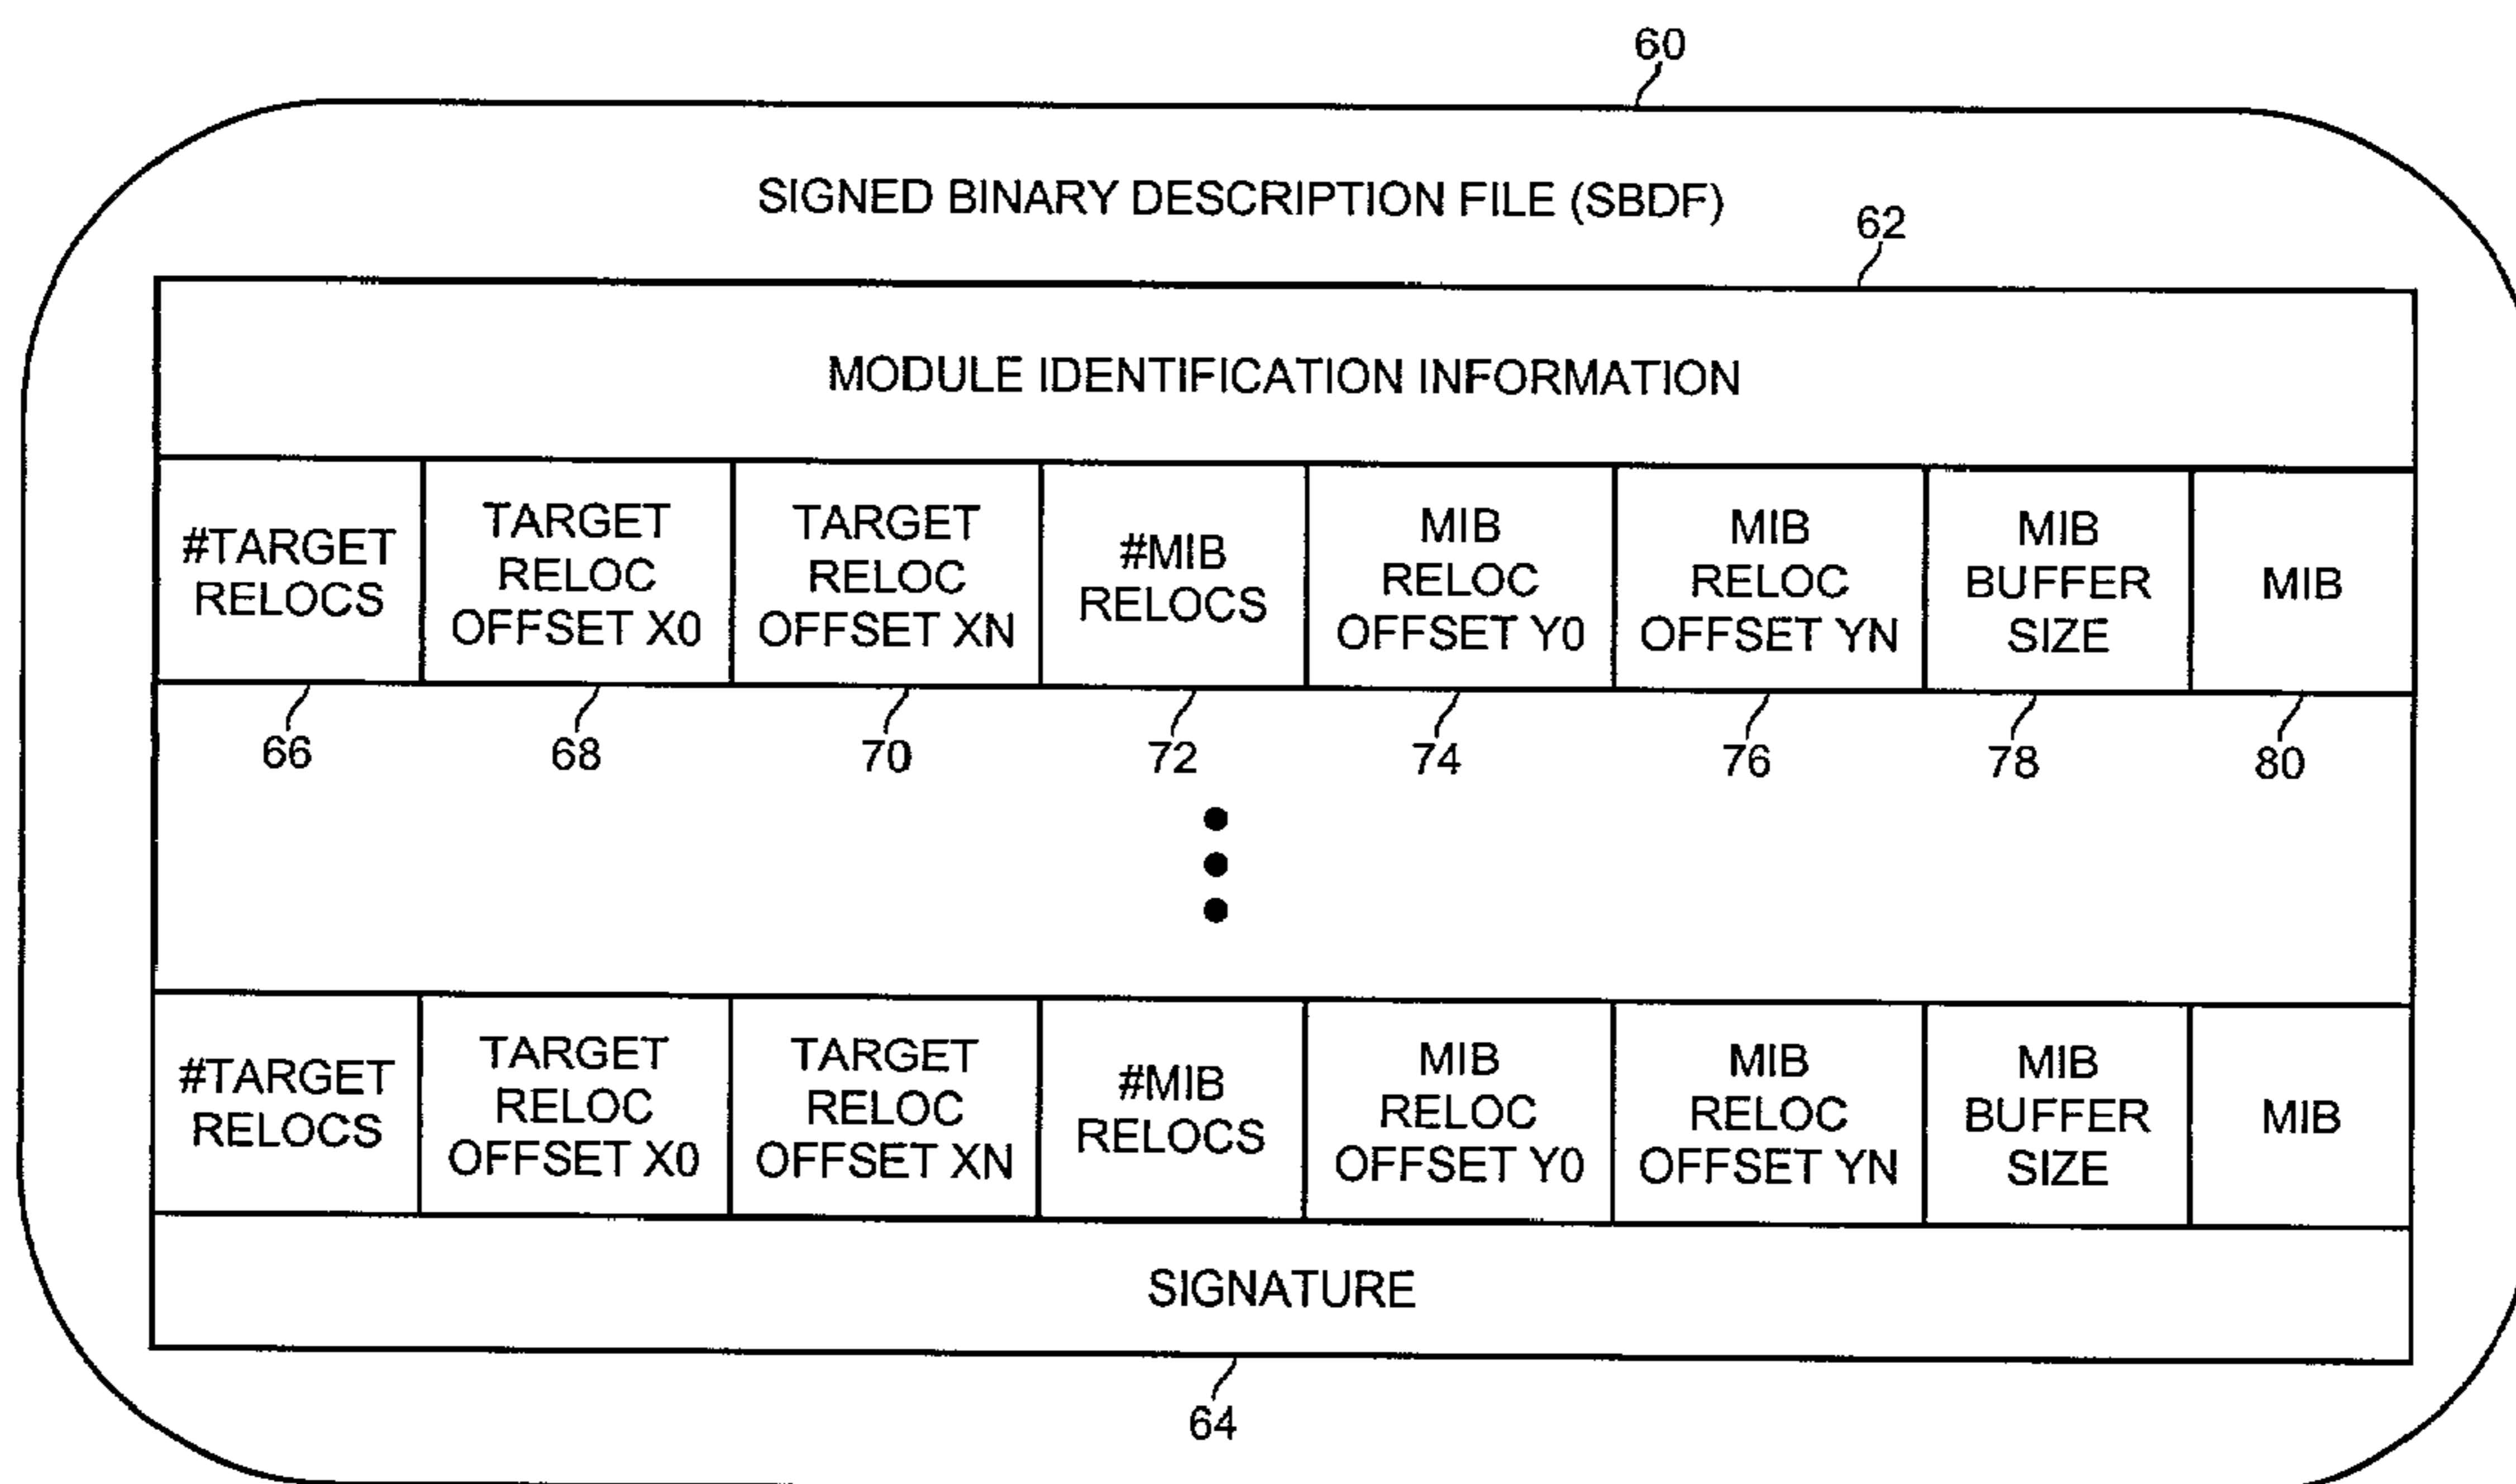 60
SIGNED BINARY DESCRIPTION FILE (SBDF)
62
MODULE IDENTIFICATION INFORMATION
#TARGET
RELOCS
TARGET
RELOC
OFFSET X0
TARGET
RELOC
OFFSET XN
#MIB
RELOCS
MIB
RELOC
OFFSET Y0
MIB
RELOC
OFFSET YN
MIB
BUFFER
SIZE
MIB
66
68
70
72
74
76
78
80
#TARGET
RELOCS
TARGET
RELOC
OFFSET X0
TARGET
RELOC
OFFSET XN
#MIB
RELOCS
MIB
RELOC
OFFSET Y0
MIB
RELOC
OFFSET YN
MIB
BUFFER
SIZE
MIB
SIGNATURE
64